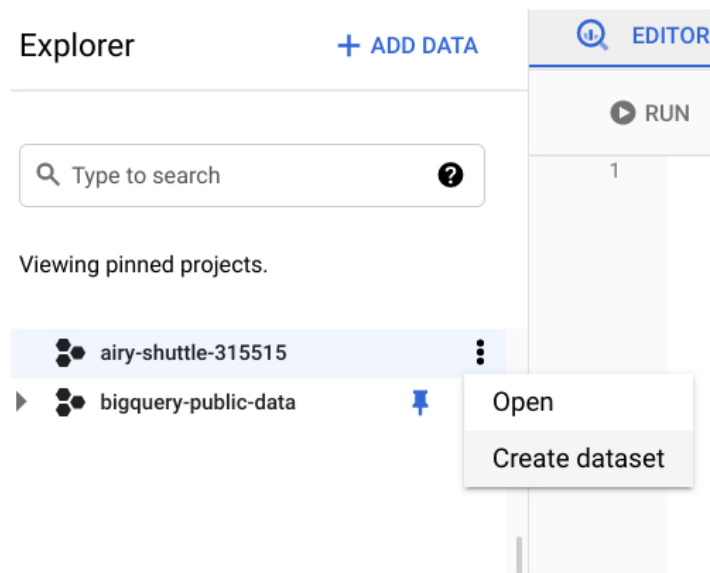 Explorer
+ ADD DATA
EDITOR
RUN
Type to search
?
1
Viewing pinned projects.
airy-shuttle-315515
bigquery-public-data
Open
Create dataset